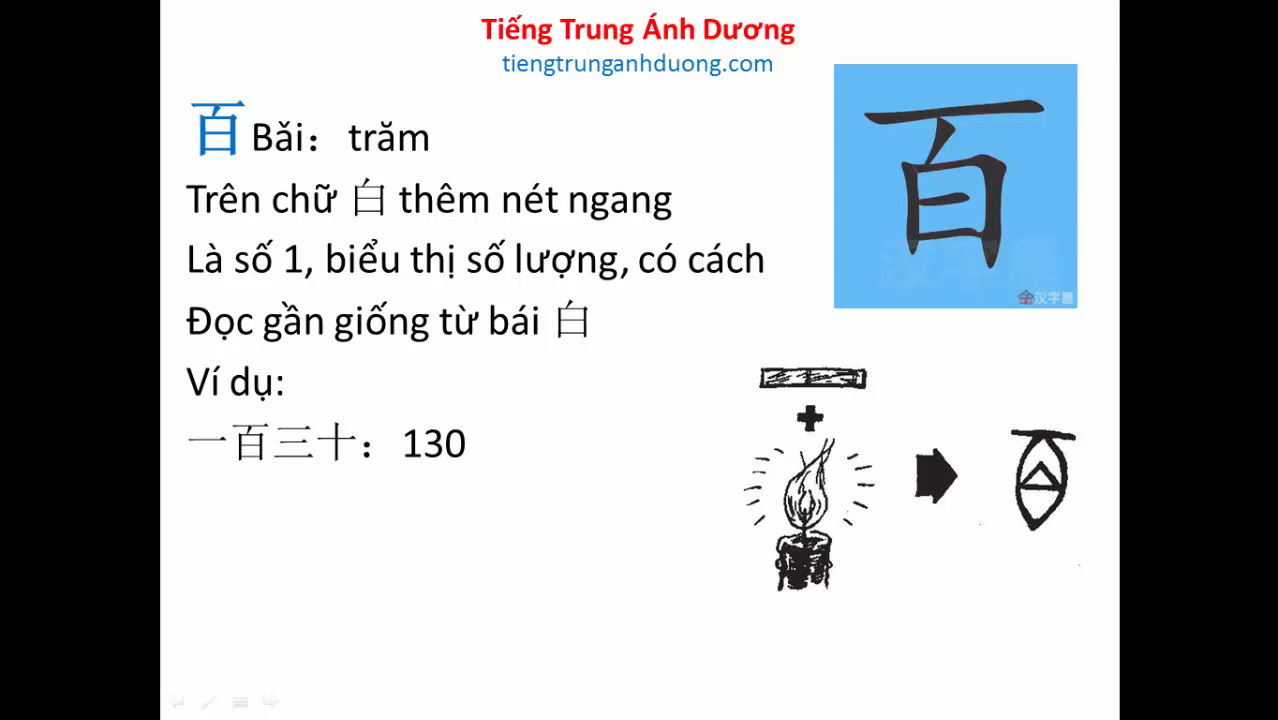 Tiếng Trung Ánh Dương
tiengtrunganhduong.com
百 Bǎi： trăm
Trên chữ 白 thêm nét ngang
Là số 1, biểu thị số lượng, có cách
Đọc gần giống từ bái 白
Ví dụ:
一百三十：130
百
汉字易